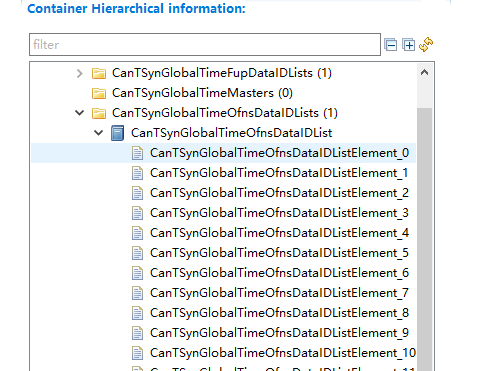 Container Hierarchical information:
filter
CanTSynGlobalTimeFupDataIDLists (1)
CanTSynGlobalTimeMasters (0)
CanTSynGlobalTimeOfnsDataIDLists (1)
CanTSynGlobalTimeOfnsDataIDList
CanTSynGlobalTimeOfnsDataIDListElement_0
CanTSynGlobalTimeOfnsDataIDListElement_1
CanTSynGlobalTimeOfnsDataIDListElement_2
CanTSynGlobalTimeOfnsDataIDListElement_3
CanTSynGlobalTimeOfnsDataIDListElement_4
CanTSynGlobalTimeOfnsDataIDListElement_5
CanTSynGlobalTimeOfnsDataIDListElement_6
CanTSynGlobalTimeOfnsDataIDListElement_7
CanTSynGlobalTimeOfnsDataIDListElement_8
CanTSynGlobalTimeOfnsDataIDListElement_9
CanTSynGlobalTimeOfnsDataIDListElement_10